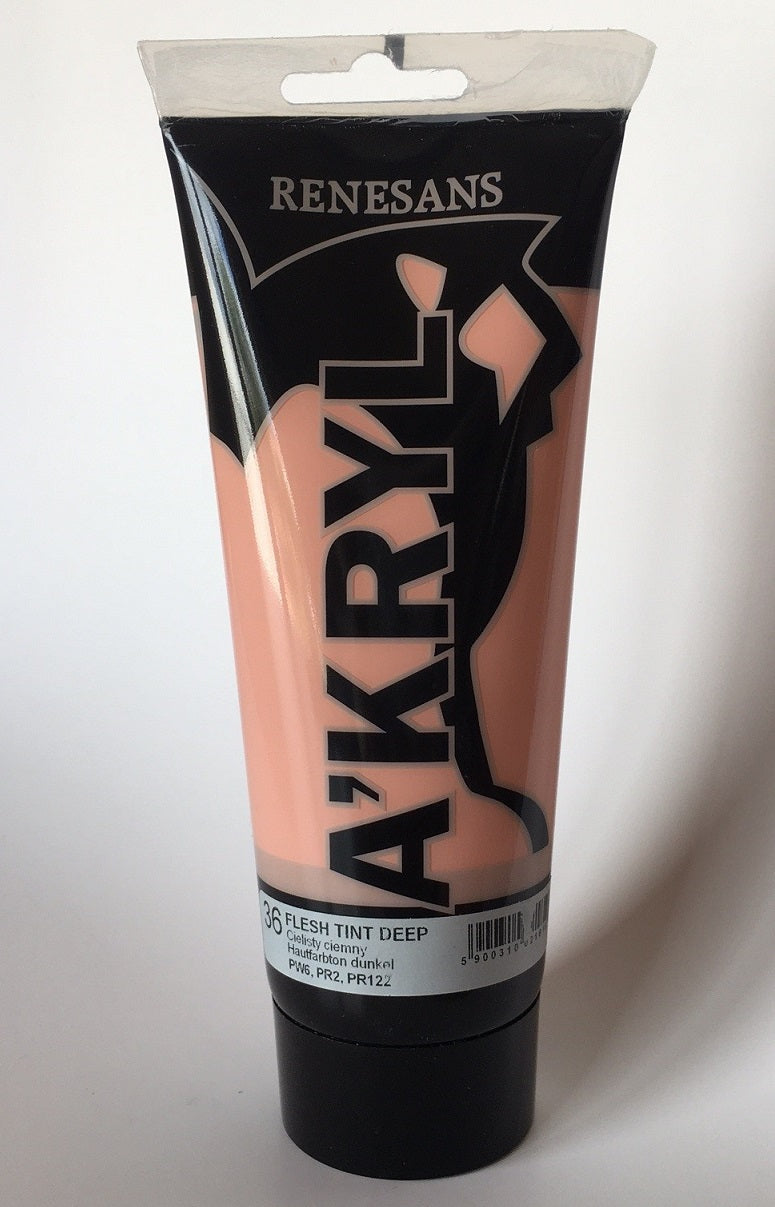 RENESANS
A'KRYL
36 FLESH TINT DEEP
Cielisty ciemny
Hautfarbton dunkel
PW6, PR2, PR122